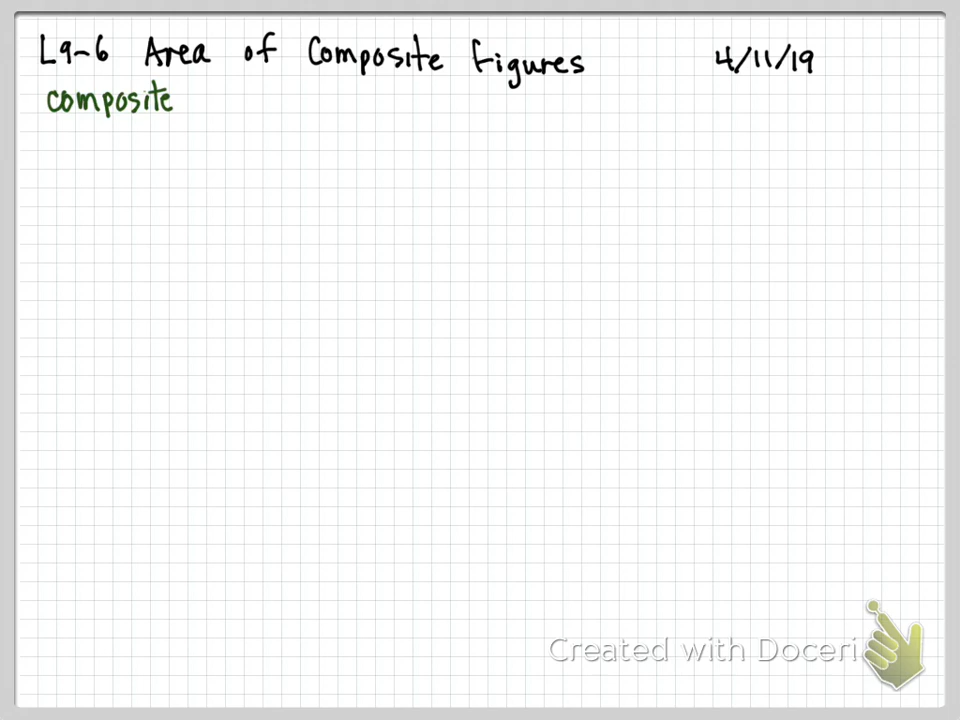 L9-6 Area of Composite Figures 4/11/19
composite
Created with Doceri